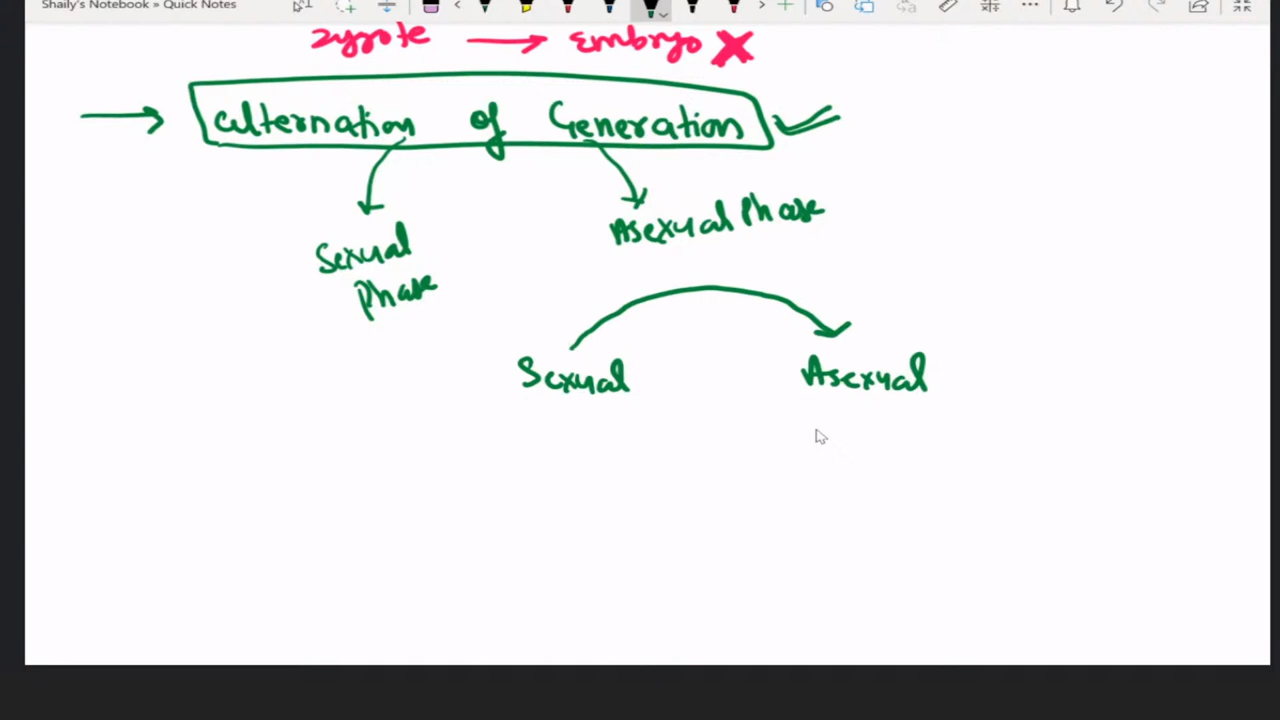 Shaily's Notebook » Quick Notes
zygote → Embryo ✗
→ Alternation of Generation ✓
Sexual Phase
Asexual Phase
Sexual Asexual